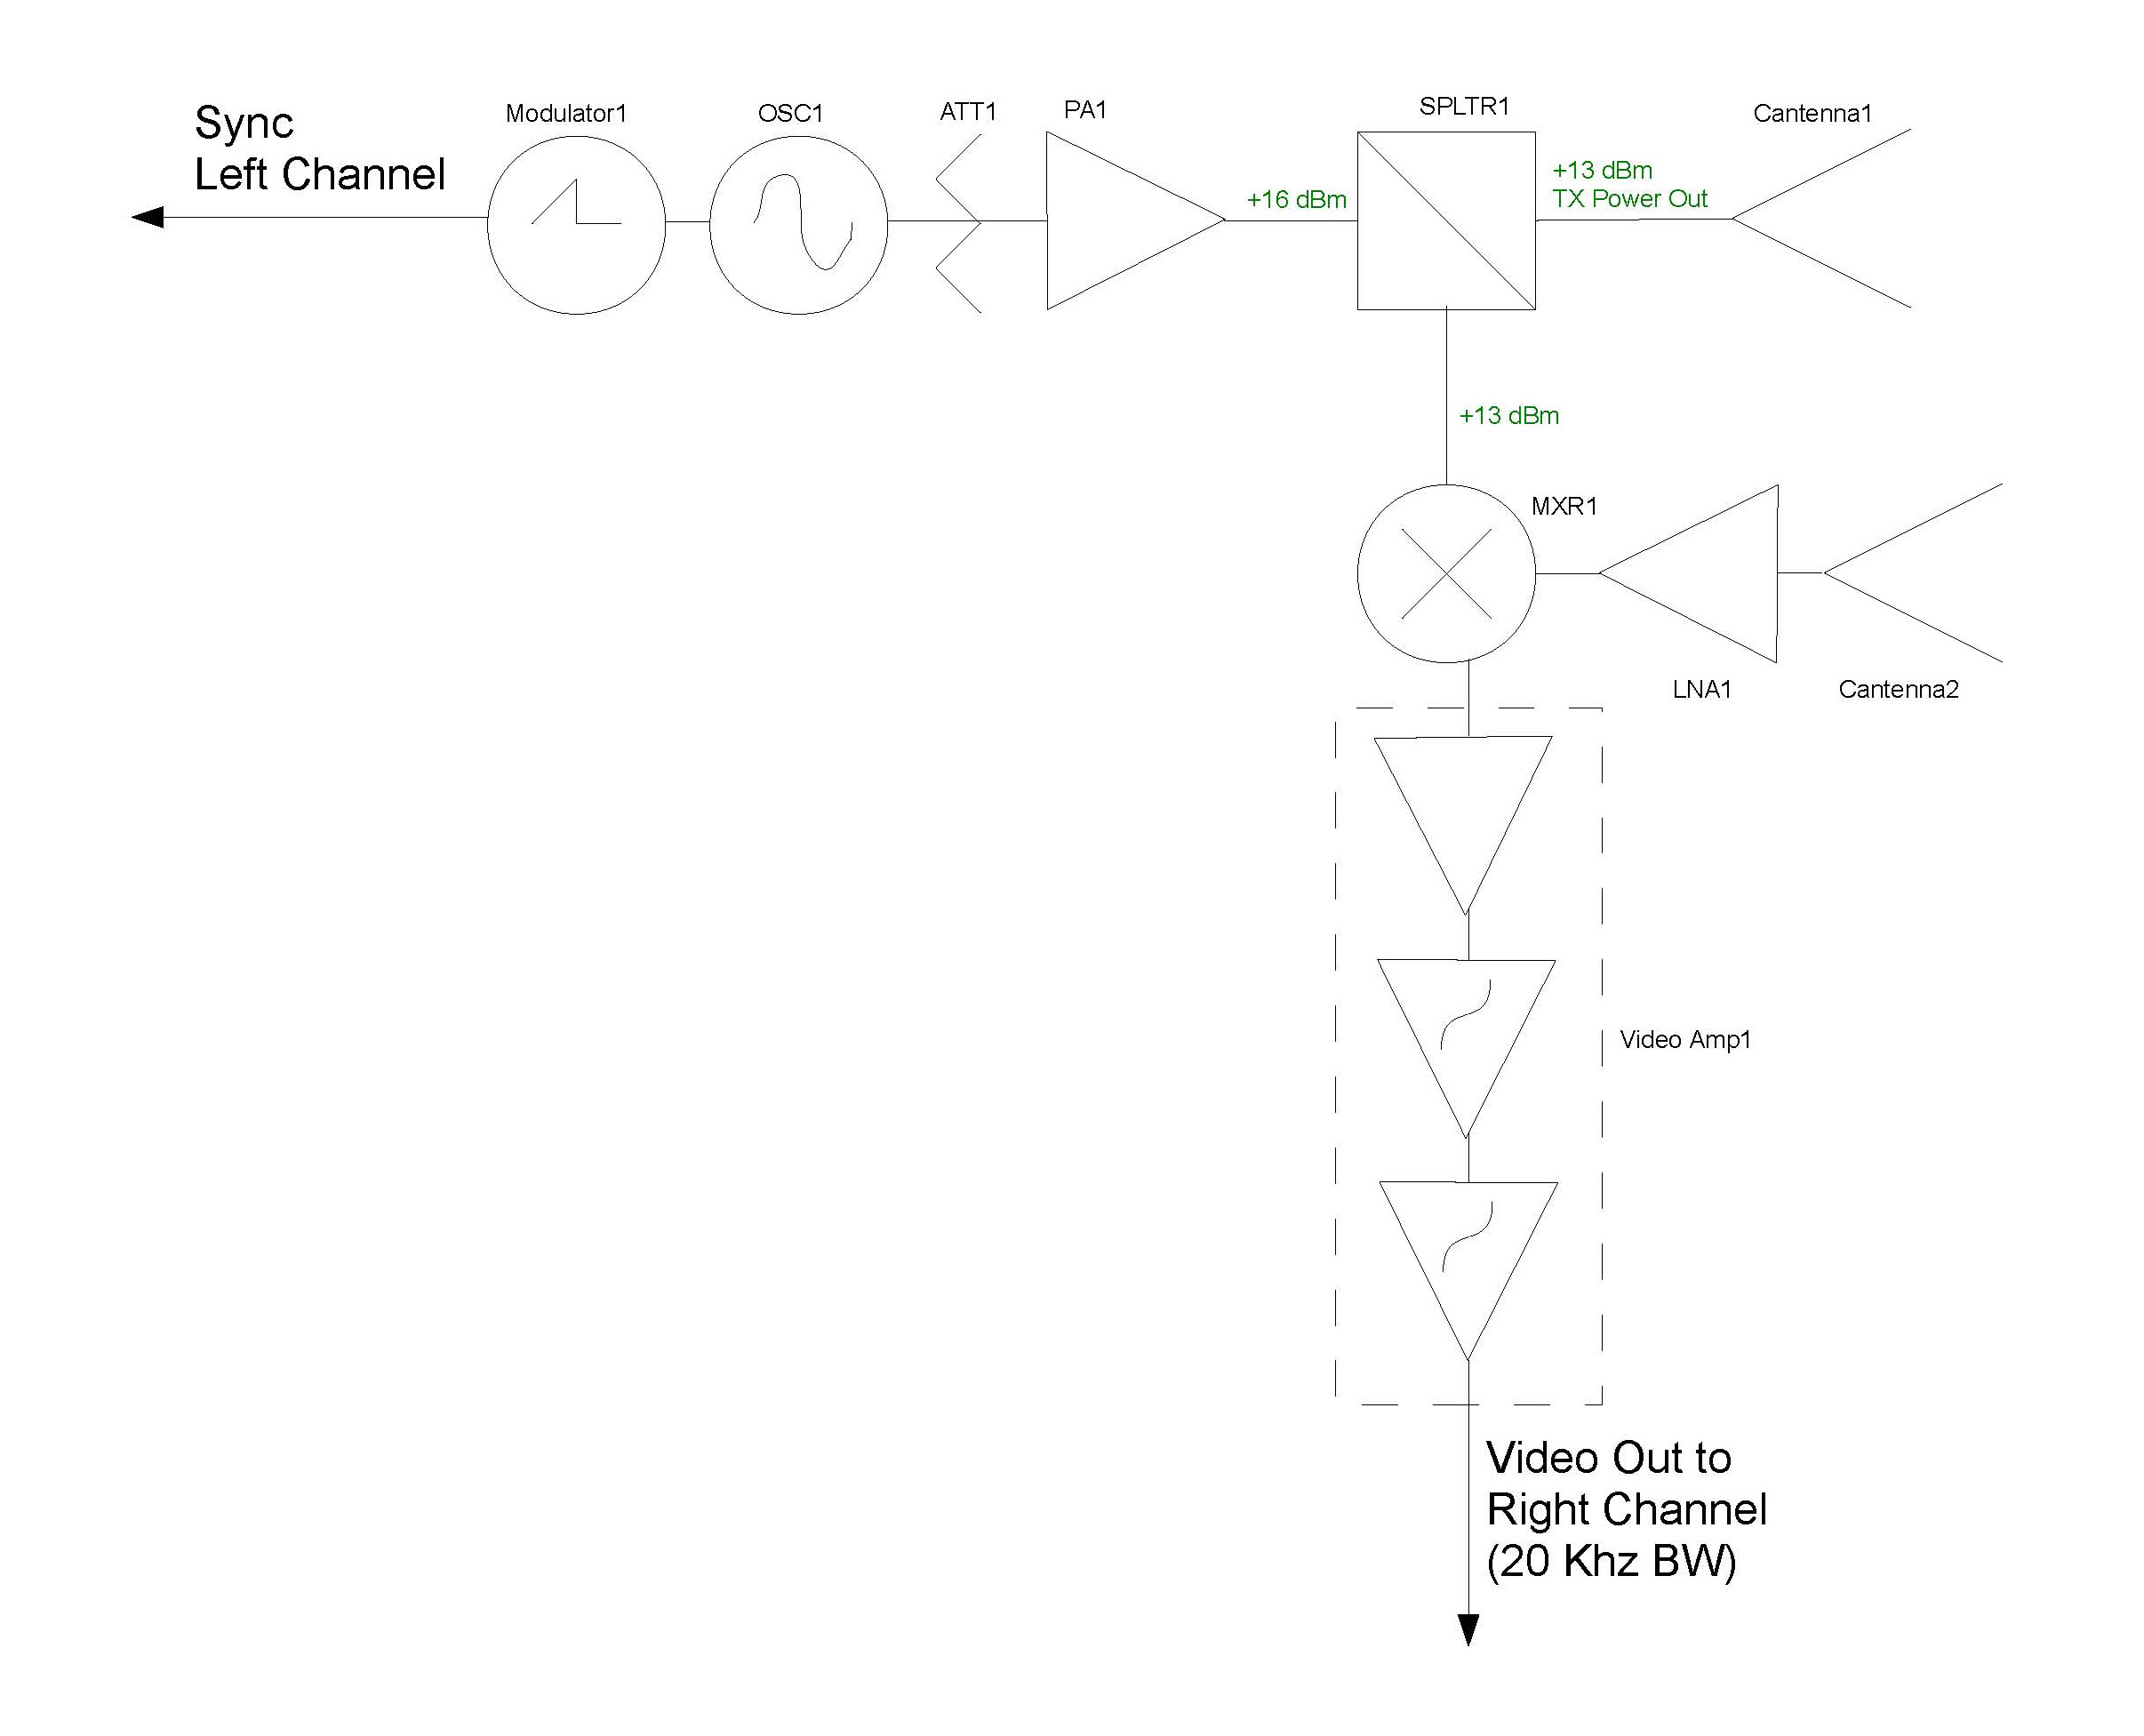 Sync
Left Channel
Modulator1
OSC1
ATT1
PA1
SPLTR1
Cantenna1
+16 dBm
+13 dBm
TX Power Out
+13 dBm
MXR1
LNA1
Cantenna2
Video Amp1
Video Out to
Right Channel
(20 Khz BW)